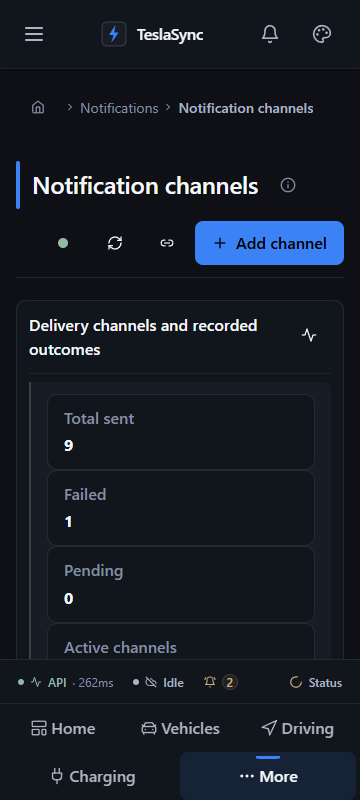 TeslaSync
Notifications
Notification channels
Notification channels
Add channel
Delivery channels and recorded
outcomes
Total sent
9
Failed
1
Pending
0
Active channels
API · 262ms
Idle
2
Status
Home
Vehicles
Driving
Charging
More